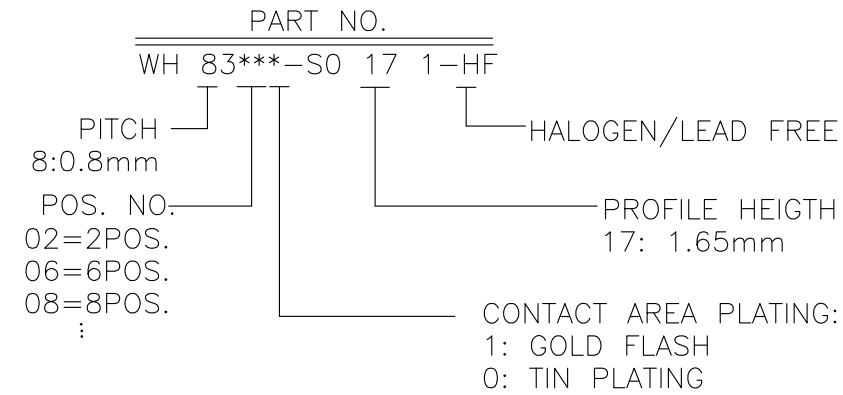 PART NO.
WH 83***-S0 17 1-HF
PITCH
8:0.8mm
POS. NO.
02=2POS.
06=6POS.
08=8POS.
⋮
HALOGEN/LEAD FREE
PROFILE HEIGTH
17: 1.65mm
CONTACT AREA PLATING:
1: GOLD FLASH
0: TIN PLATING